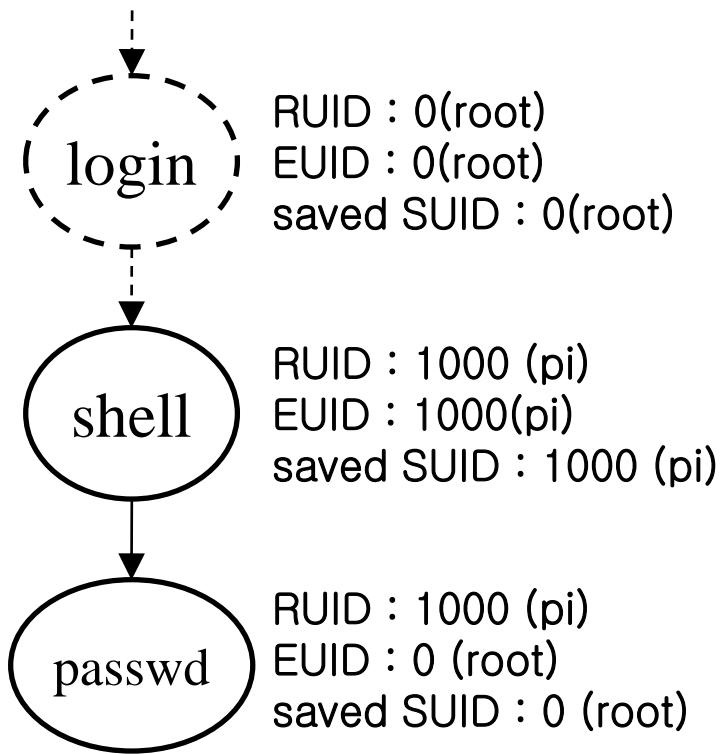 login
RUID : 0(root)
EUID : 0(root)
saved SUID : 0(root)
shell
RUID : 1000 (pi)
EUID : 1000(pi)
saved SUID : 1000 (pi)
passwd
RUID : 1000 (pi)
EUID : 0 (root)
saved SUID : 0 (root)